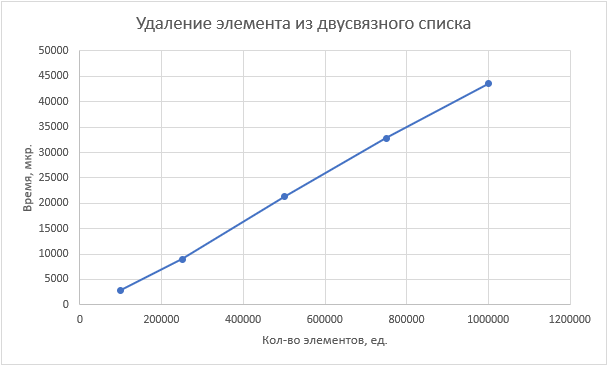 Удаление элемента из двусвязного списка
50000
45000
40000
35000
30000
25000
20000
15000
10000
5000
0
Время, мкр.
0 200000 400000 600000 800000 1000000 1200000
Кол-во элементов, ед.